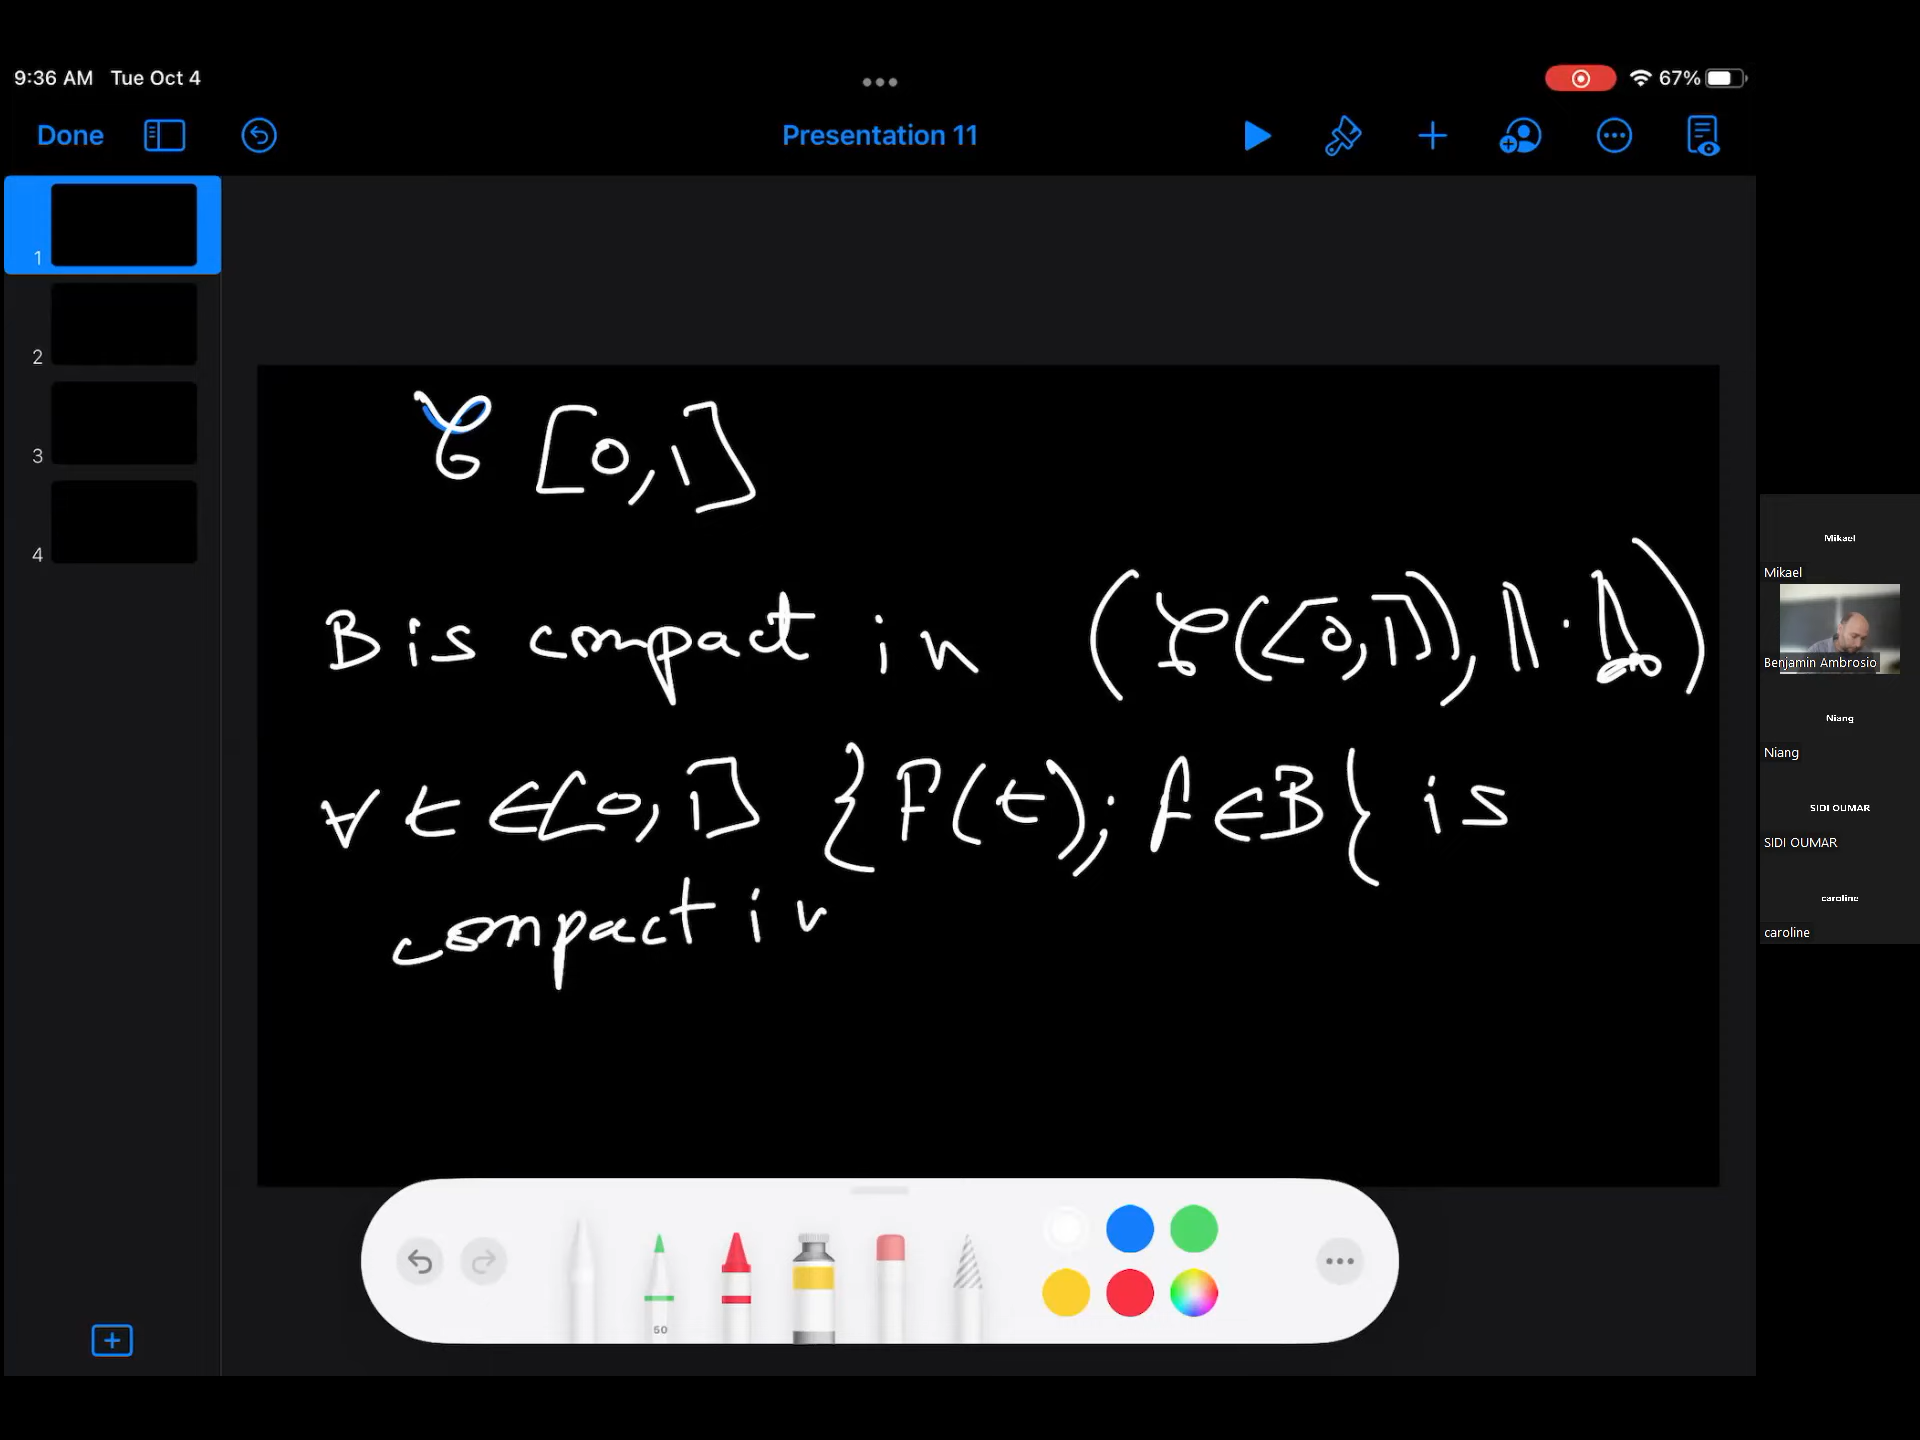 9:36 AM Tue Oct 4
67%
Done
Presentation 11
1
2
3
4
𝒞 [0,1]
B is compact in (𝒞([0,1]), ||·||∞)
∀ t ∈ [0,1] {f(t); f ∈ B} is
compact in
50
Mikael
Mikael
Benjamin Ambrosio
Niang
Niang
SIDI OUMAR
SIDI OUMAR
caroline
caroline